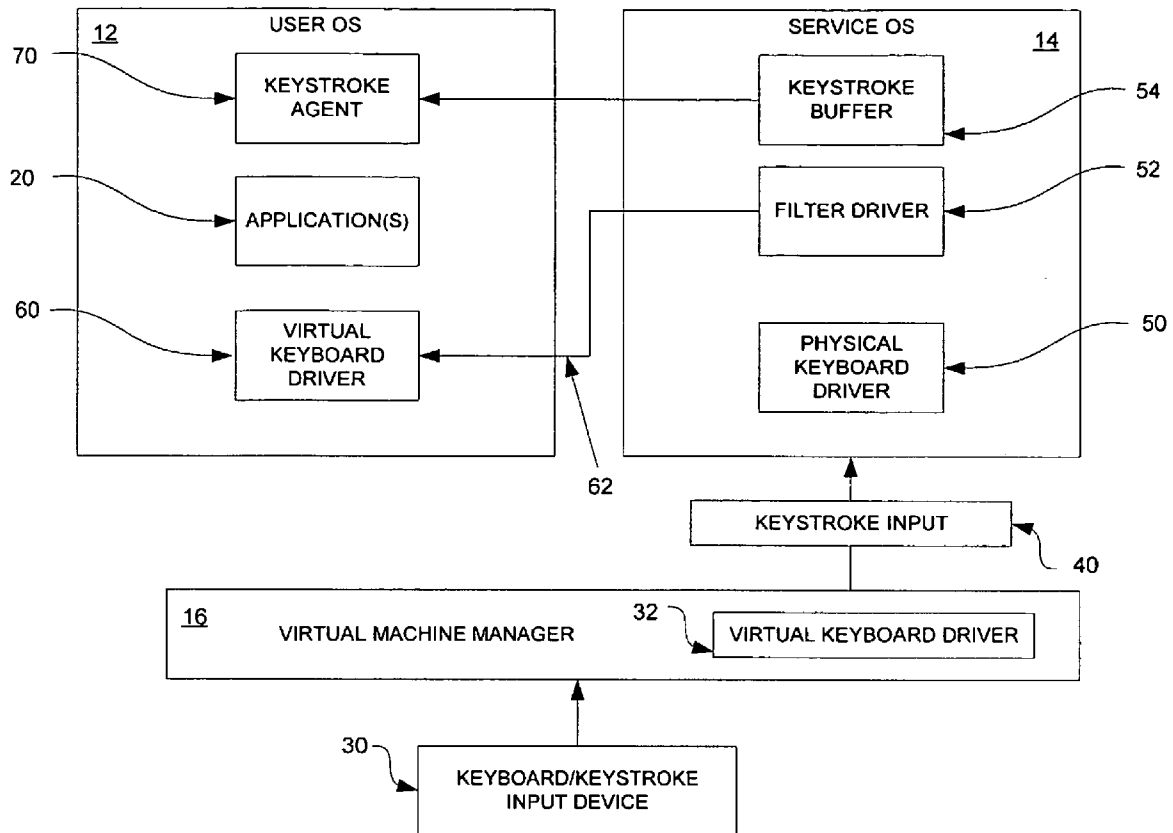 12
USER OS
SERVICE OS
14
70
KEYSTROKE
AGENT
KEYSTROKE
BUFFER
54
20
APPLICATION(S)
FILTER DRIVER
52
60
VIRTUAL
KEYBOARD
DRIVER
PHYSICAL
KEYBOARD
DRIVER
50
62
KEYSTROKE INPUT
40
16
VIRTUAL MACHINE MANAGER
32
VIRTUAL KEYBOARD DRIVER
30
KEYBOARD/KEYSTROKE
INPUT DEVICE